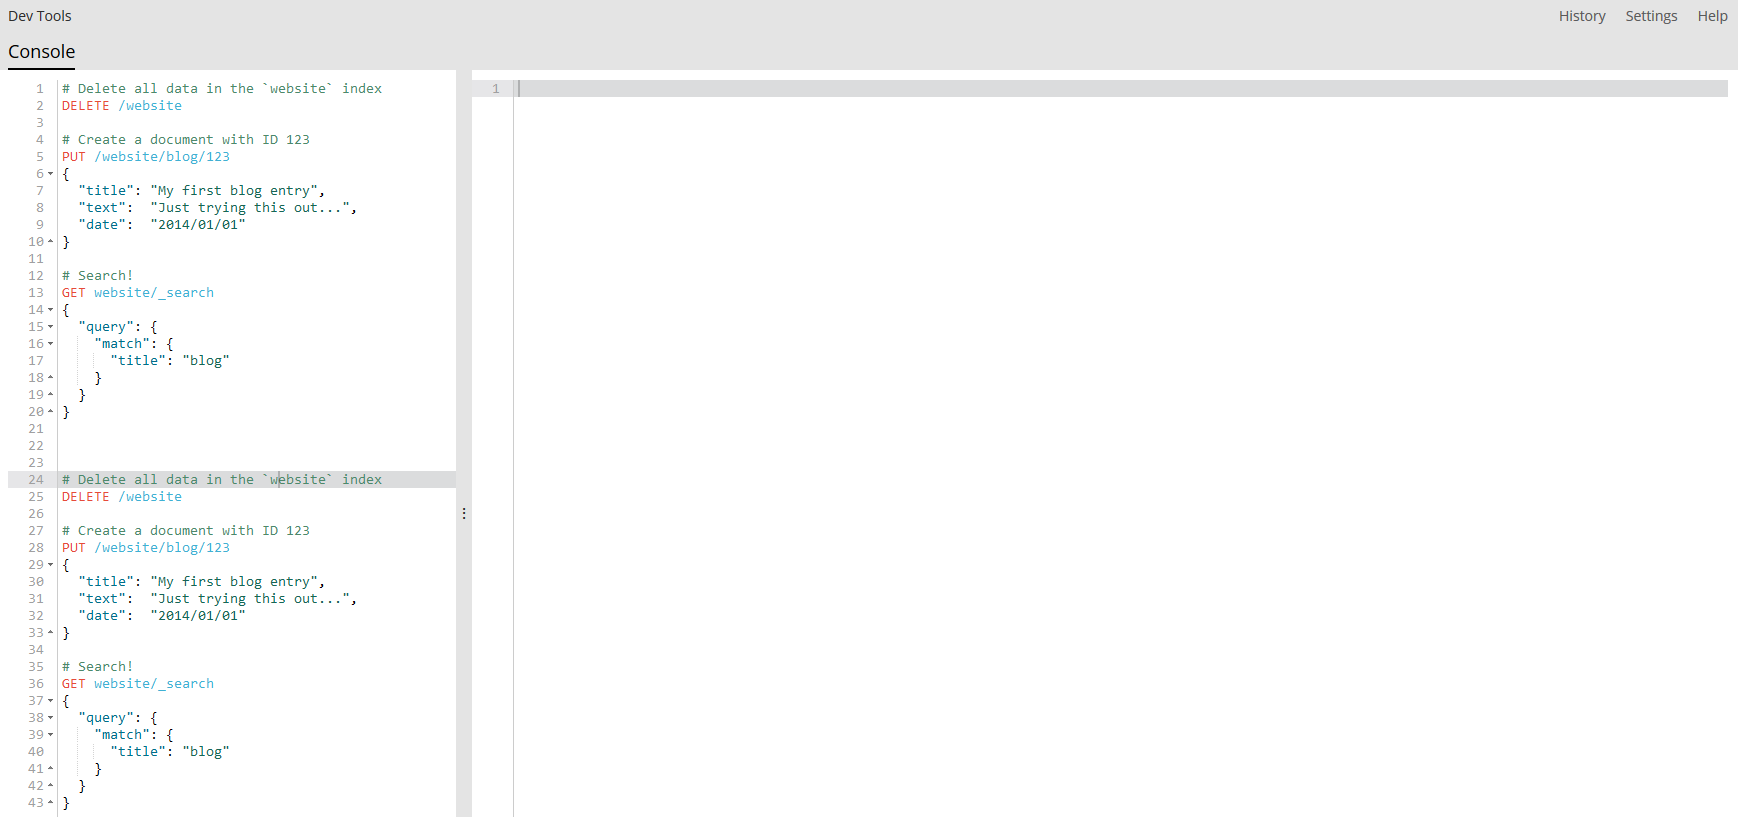 Dev Tools
History Settings Help
Console
1 # Delete all data in the `website` index
2 DELETE /website
3
4 # Create a document with ID 123
5 PUT /website/blog/123
6 {
7 "title": "My first blog entry",
8 "text":  "Just trying this out...",
9 "date":  "2014/01/01"
10 }
11
12 # Search!
13 GET website/_search
14 {
15 "query": {
16 "match": {
17 "title": "blog"
18 }
19 }
20 }
21
22
23
24 # Delete all data in the `website` index
25 DELETE /website
26
27 # Create a document with ID 123
28 PUT /website/blog/123
29 {
30 "title": "My first blog entry",
31 "text":  "Just trying this out...",
32 "date":  "2014/01/01"
33 }
34
35 # Search!
36 GET website/_search
37 {
38 "query": {
39 "match": {
40 "title": "blog"
41 }
42 }
43 }
1